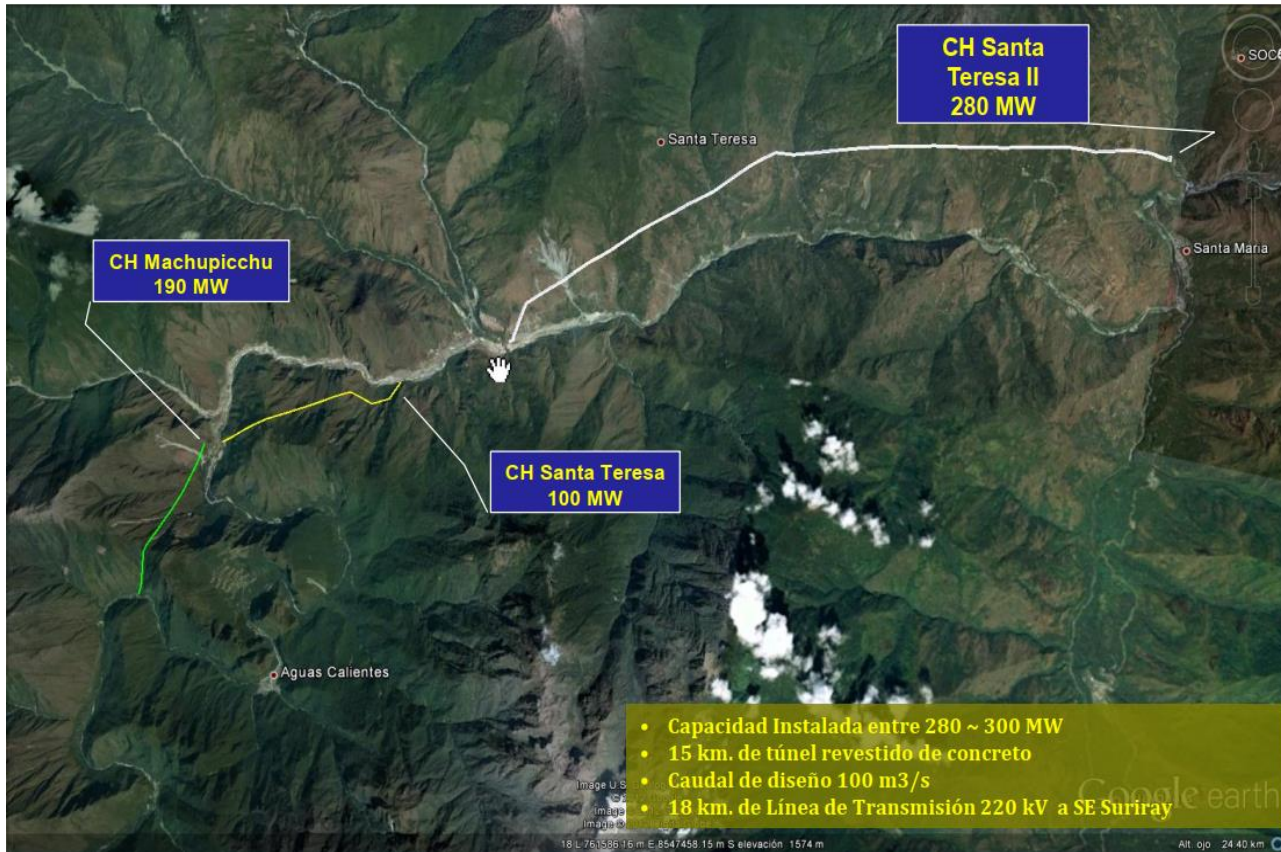 CH Santa
Teresa II
280 MW
Santa Teresa
Santa Maria
CH Machupicchu
190 MW
CH Santa Teresa
100 MW
Aguas Calientes
• Capacidad Instalada entre 280 ~ 300 MW
• 15 km. de túnel revestido de concreto
• Caudal de diseño 100 m3/s
• 18 km. de Línea de Transmisión 220 kV a SE Suriray
Google earth
18 L 761586.16 m E 8547458.15 m S elevación 1574 m
Alt. ojo 24.40 km